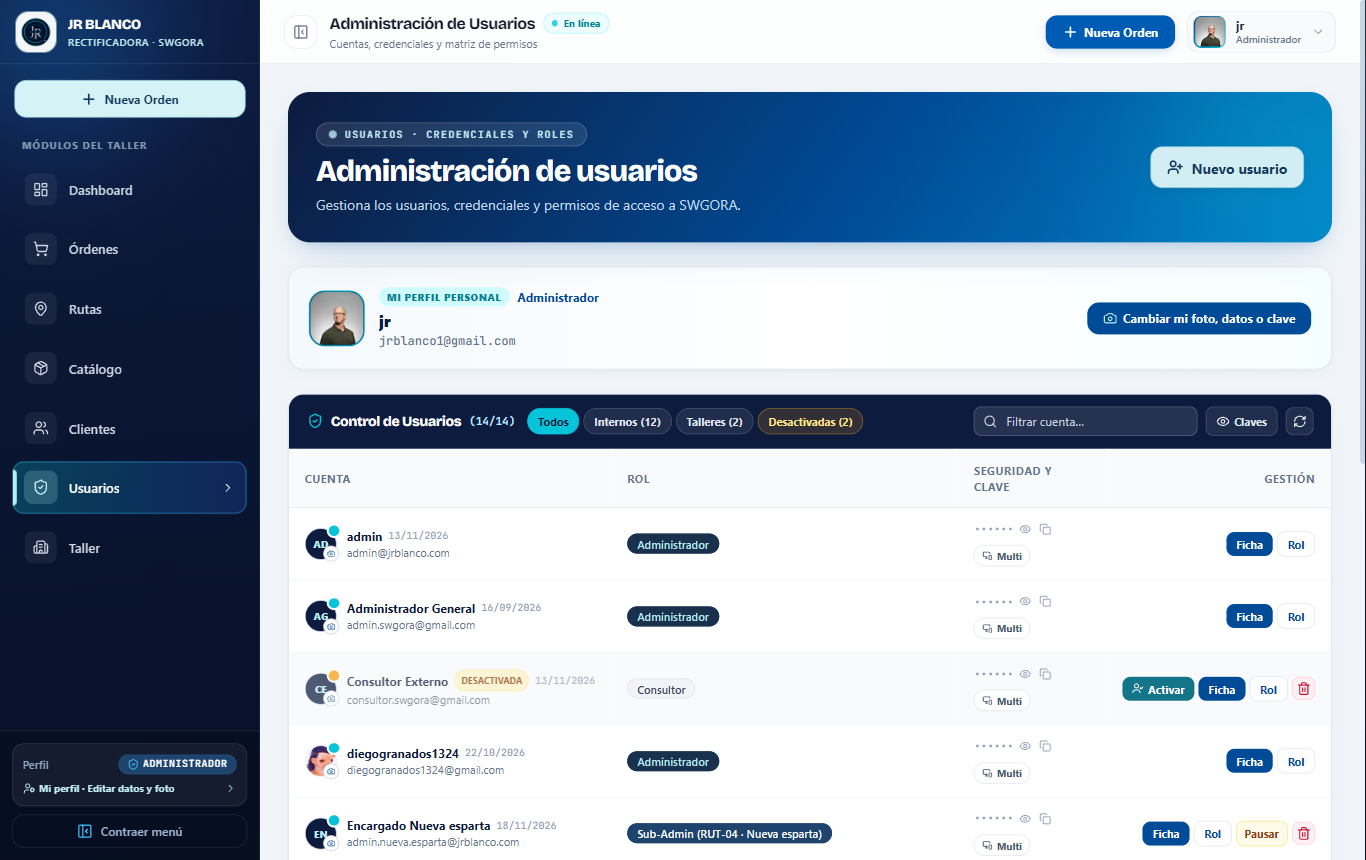 JR BLANCO
RECTIFICADORA · SWGORA
+ Nueva Orden
MÓDULOS DEL TALLER
Dashboard
Órdenes
Rutas
Catálogo
Clientes
Usuarios
Taller
Perfil
ADMINISTRADOR
Mi perfil · Editar datos y foto
Contraer menú
Administración de Usuarios
En línea
Cuentas, credenciales y matriz de permisos
+ Nueva Orden
jr
Administrador
USUARIOS · CREDENCIALES Y ROLES
Administración de usuarios
Gestiona los usuarios, credenciales y permisos de acceso a SWGORA.
Nuevo usuario
MI PERFIL PERSONAL Administrador
jr
jrblanco1@gmail.com
Cambiar mi foto, datos o clave
Control de Usuarios (14/14) Todos Internos (12) Talleres (2) Desactivadas (2) Filtrar cuenta... Claves
CUENTA ROL SEGURIDAD Y CLAVE GESTIÓN
AD admin 13/11/2026
admin@jrblanco.com
Administrador
••••••
Multi
Ficha Rol
AG Administrador General 16/09/2026
admin.swgora@gmail.com
Administrador
••••••
Multi
Ficha Rol
CE Consultor Externo DESACTIVADA 13/11/2026
consultor.swgora@gmail.com
Consultor
••••••
Multi
Activar Ficha Rol
diegogranados1324 22/10/2026
diegogranados1324@gmail.com
Administrador
••••••
Multi
Ficha Rol
EN Encargado Nueva esparta 18/11/2026
admin.nueva.esparta@jrblanco.com
Sub-Admin (RUT-04 · Nueva esparta)
••••••
Multi
Ficha Rol Pausar